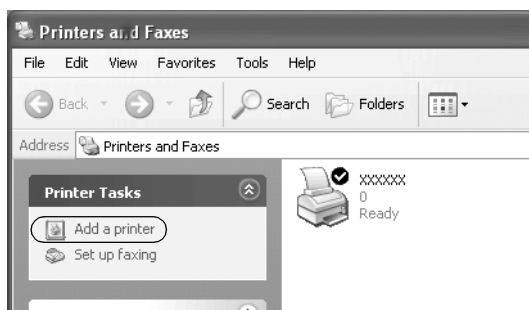 Printers and Faxes
File Edit View Favorites Tools Help
Back Search Folders
Address Printers and Faxes
Printer Tasks
Add a printer
Set up faxing
xxxxxx
0
Ready